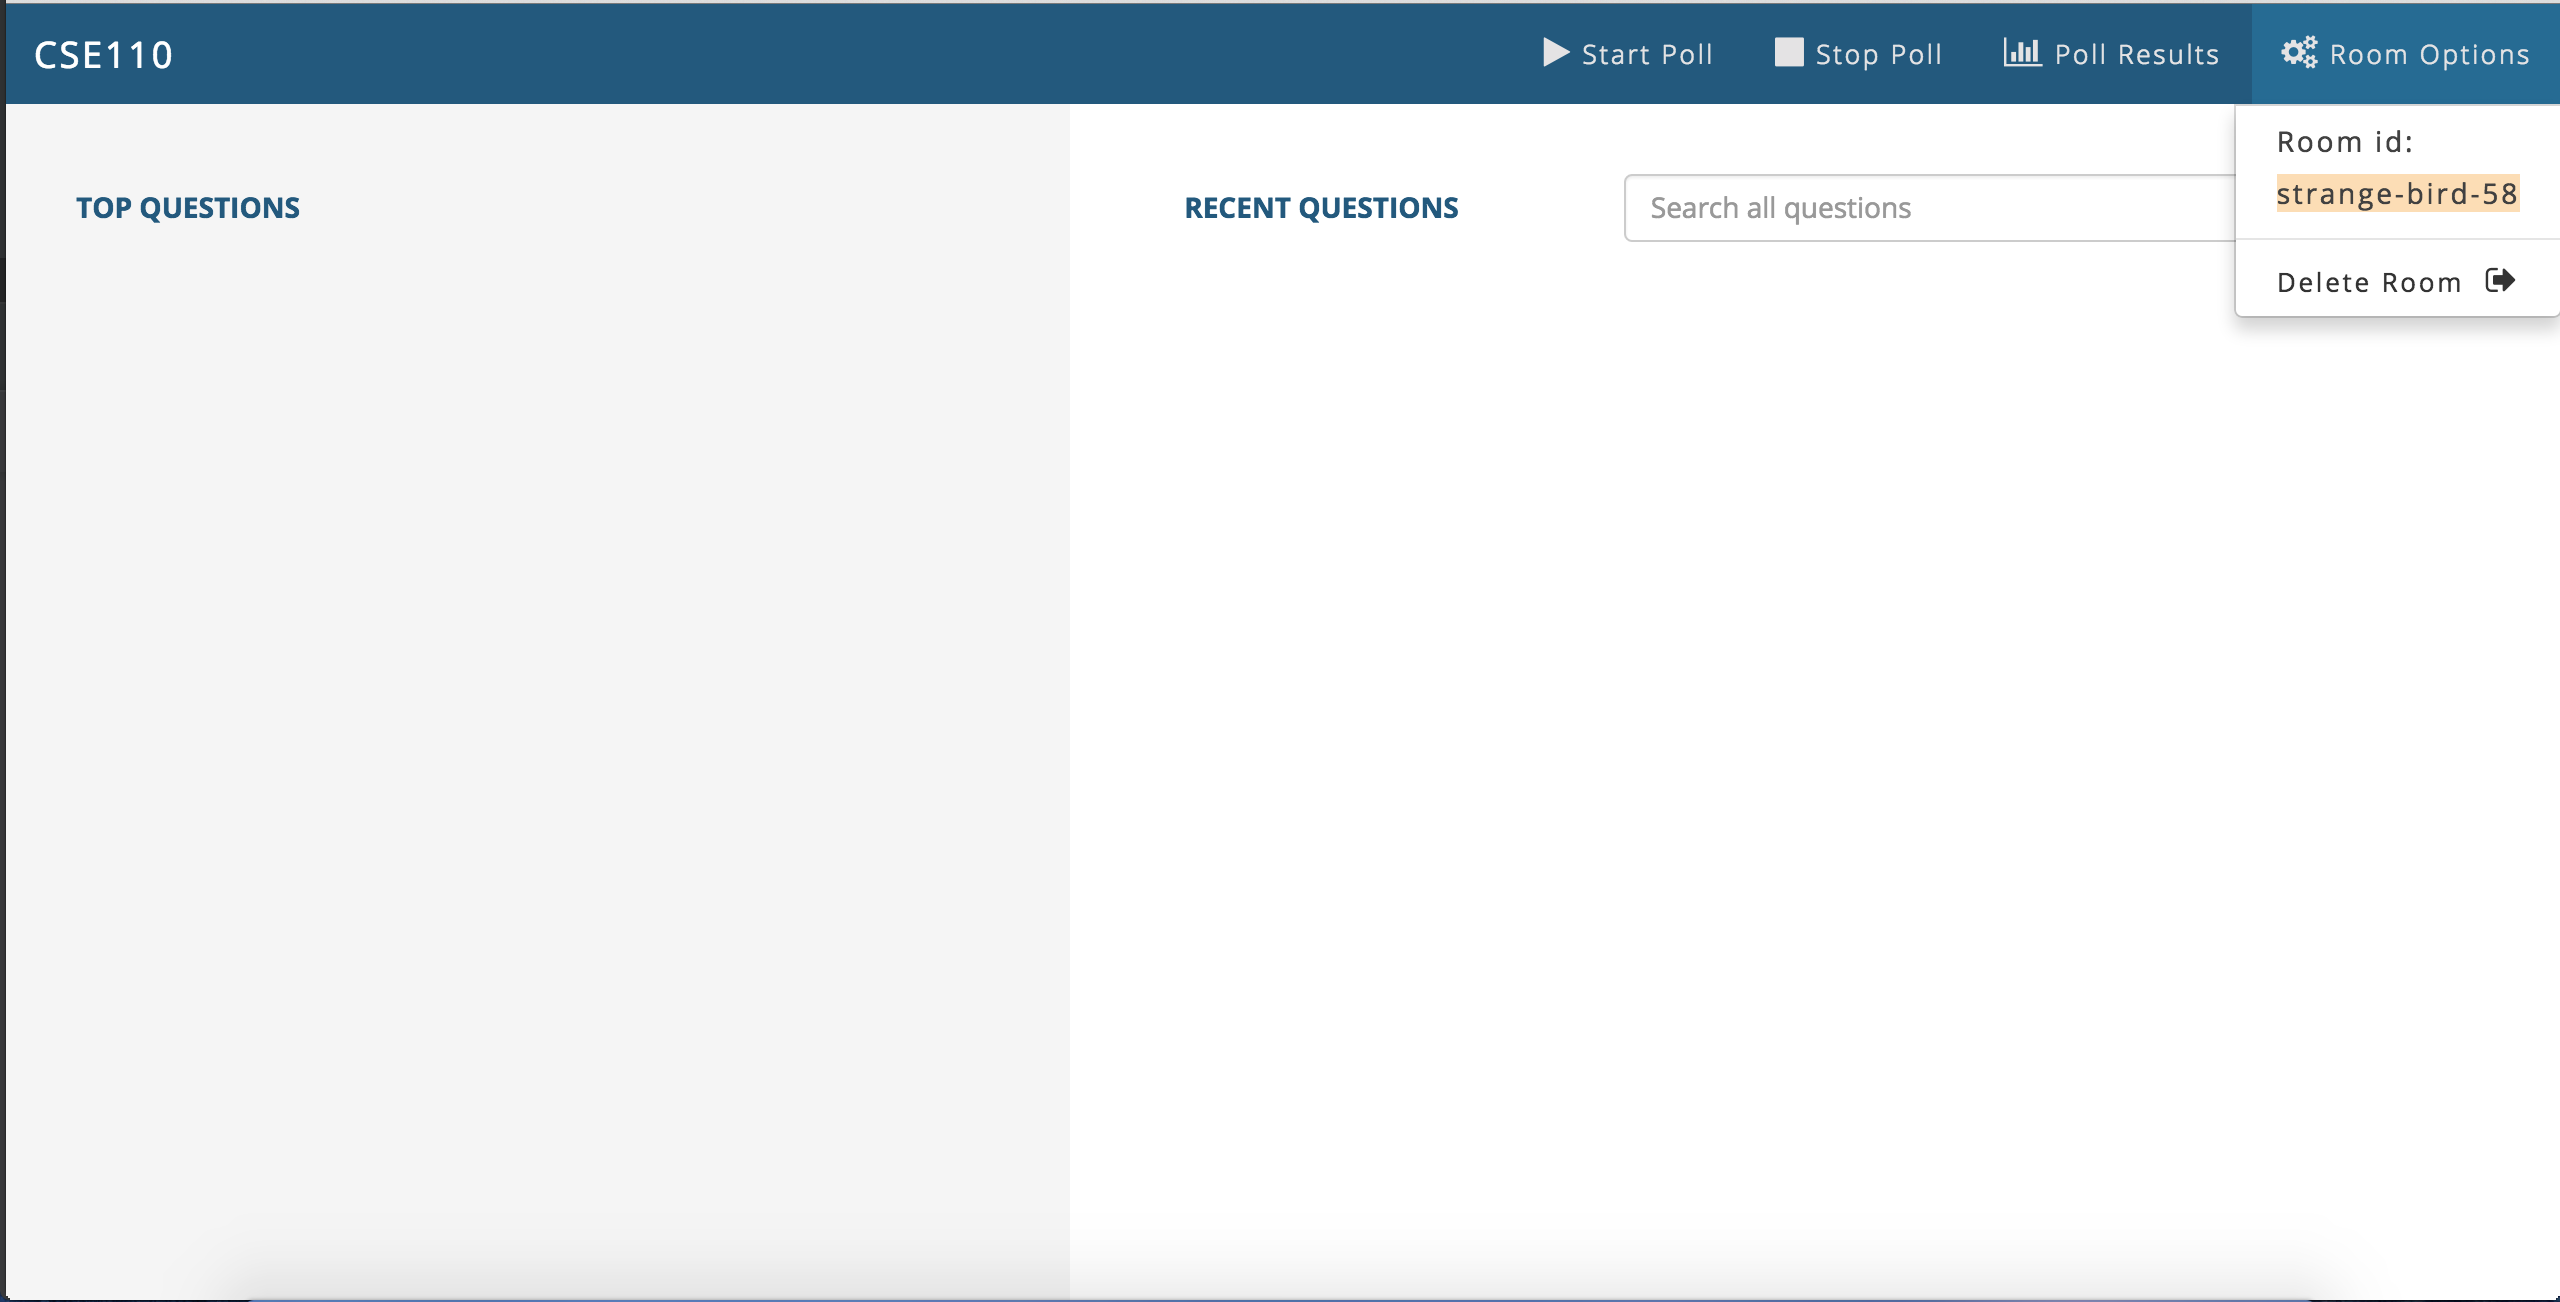 CSE110
Start Poll
Stop Poll
Poll Results
Room Options
Room id:
strange-bird-58
Delete Room
TOP QUESTIONS
RECENT QUESTIONS
Search all questions